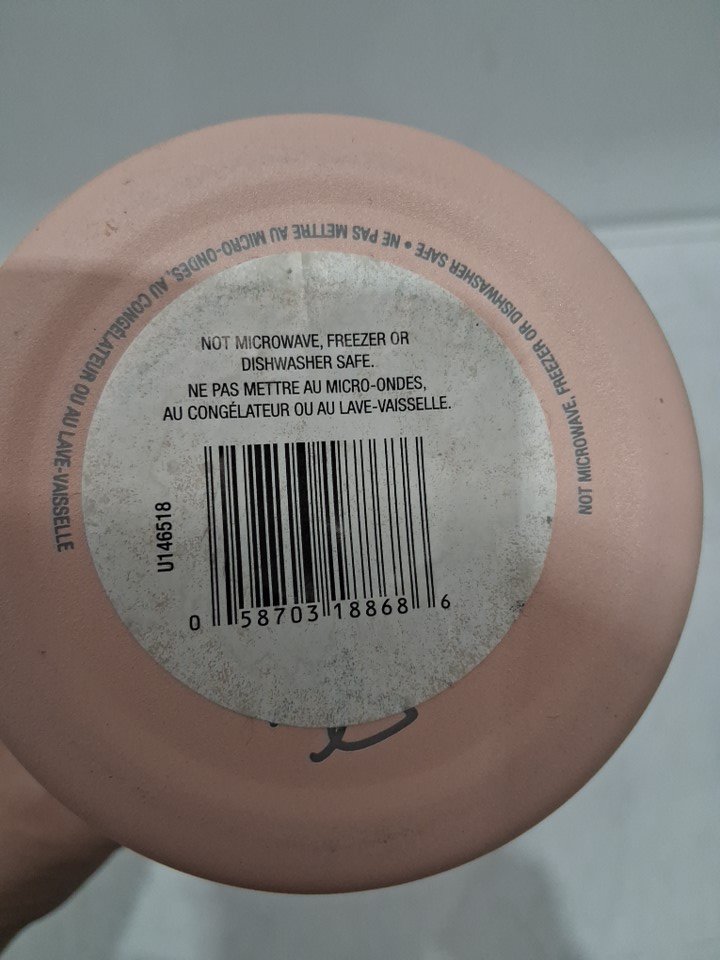 NOT MICROWAVE, FREEZER OR DISHWASHER SAFE • NE PAS METTRE AU MICRO-ONDES, AU CONGÉLATEUR OU AU LAVE-VAISSELLE
NOT MICROWAVE, FREEZER OR
DISHWASHER SAFE.
NE PAS METTRE AU MICRO-ONDES,
AU CONGÉLATEUR OU AU LAVE-VAISSELLE.
U146518
0 58703 18868 6